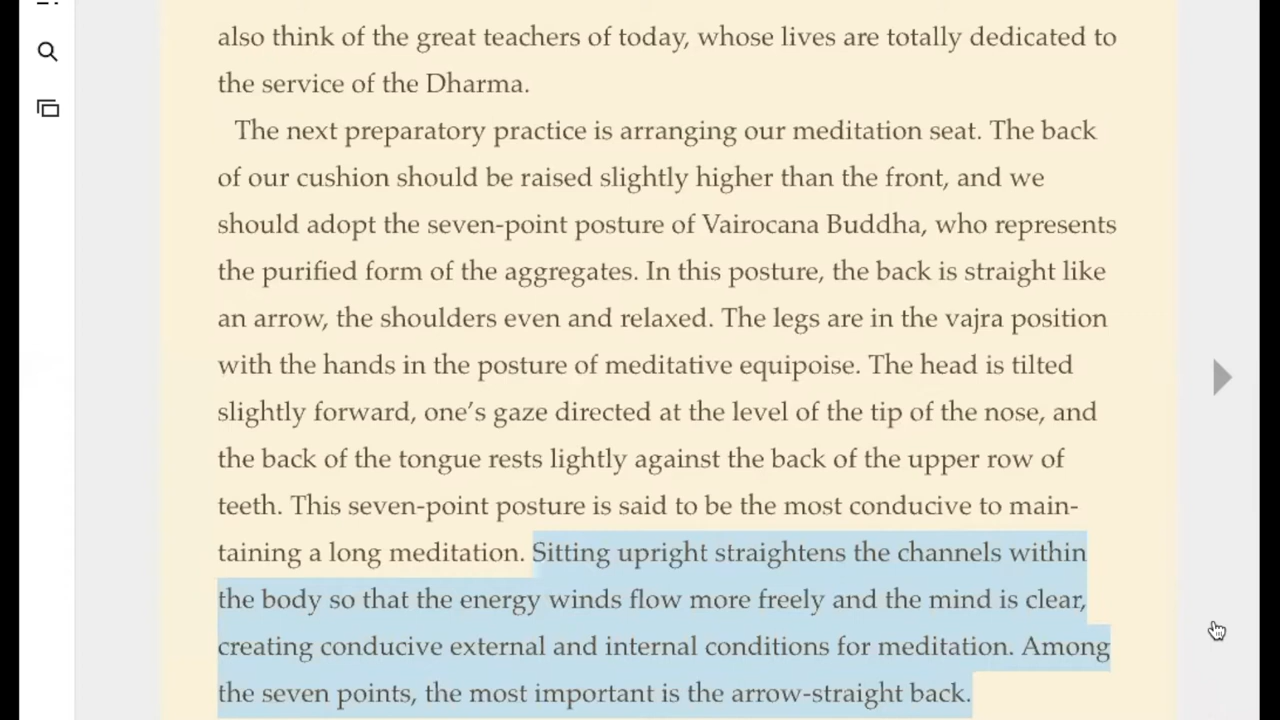 also think of the great teachers of today, whose lives are totally dedicated to
the service of the Dharma.
The next preparatory practice is arranging our meditation seat. The back
of our cushion should be raised slightly higher than the front, and we
should adopt the seven-point posture of Vairocana Buddha, who represents
the purified form of the aggregates. In this posture, the back is straight like
an arrow, the shoulders even and relaxed. The legs are in the vajra position
with the hands in the posture of meditative equipoise. The head is tilted
slightly forward, one’s gaze directed at the level of the tip of the nose, and
the back of the tongue rests lightly against the back of the upper row of
teeth. This seven-point posture is said to be the most conducive to main-
taining a long meditation. Sitting upright straightens the channels within
the body so that the energy winds flow more freely and the mind is clear,
creating conducive external and internal conditions for meditation. Among
the seven points, the most important is the arrow-straight back.